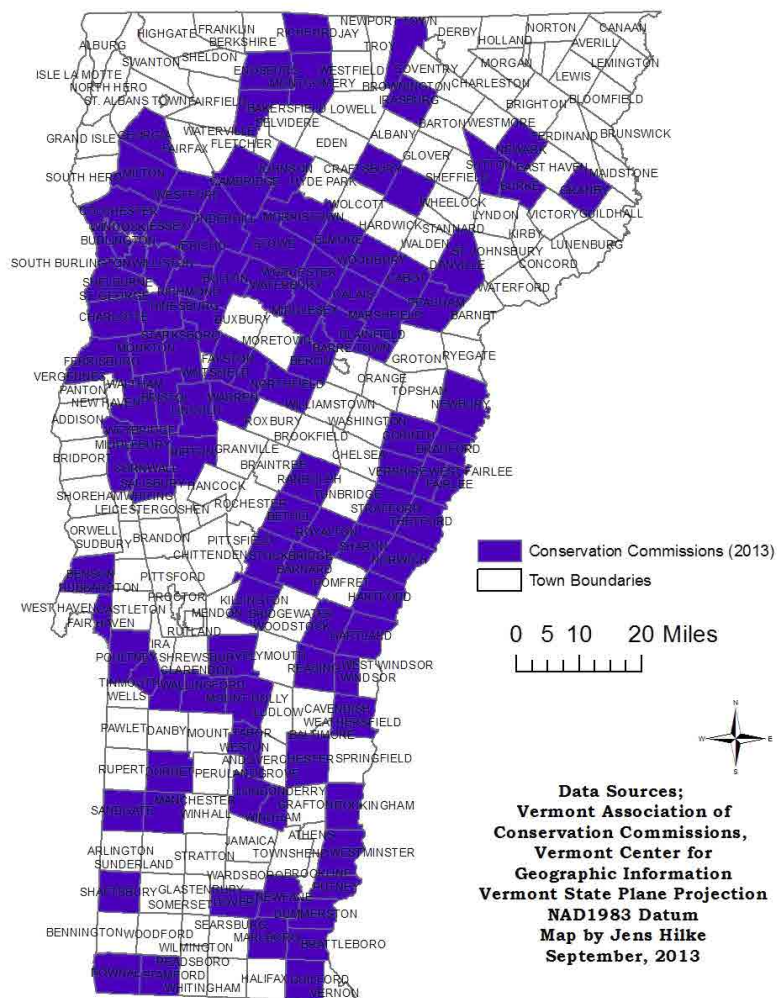 NEWPORT TOWN
FRANKLIN
HIGHGATE
BERKSHIRE
RICHFORD
JAY
DERBY
NORTON
CANAAN
ALBURG
HOLLAND
AVERILL
SHELDON
TROY
SWANTON
MORGAN
LEMINGTON
ISLE LA MOTTE
ENOSBURG
WESTFIELD
COVENTRY
LEWIS
NORTH HERO
MONTGOMERY
BROWNINGTON
CHARLESTON
ST. ALBANS TOWN
FAIRFIELD
IRASBURG
BRIGHTON
BLOOMFIELD
BAKERSFIELD
LOWELL
BELVIDERE
BARTON
WESTMORE
WATERVILLE
ALBANY
FERDINAND
BRUNSWICK
GRAND ISLE
GEORGIA
FLETCHER
EDEN
NEWARK
FAIRFAX
GLOVER
SUTTON
EAST HAVEN
MAIDSTONE
SOUTH HERO
MILTON
JOHNSON
CRAFTSBURY
SHEFFIELD
CAMBRIDGE
HYDE PARK
BURKE
GRANBY
WESTFORD
WOLCOTT
WHEELOCK
COLCHESTER
LYNDON
VICTORY
GUILDHALL
WINOOSKI
ESSEX
UNDERHILL
MORRISTOWN
HARDWICK
STANNARD
KIRBY
BURLINGTON
JERICHO
STOWE
ELMORE
WALDEN
ST. JOHNSBURY
LUNENBURG
SOUTH BURLINGTON
WILLISTON
WOODBURY
DANVILLE
CONCORD
SHELBURNE
BOLTON
WORCESTER
CABOT
WATERFORD
ST. GEORGE
RICHMOND
WATERBURY
CALAIS
PEACHAM
CHARLOTTE
HINESBURG
MIDDLESEX
MARSHFIELD
BARNET
BUXBURY
PLAINFIELD
STARKSBORO
MORETOWN
BARRE TOWN
MONKTON
FAYSTON
BERLIN
GROTON
RYEGATE
FERRISBURG
WAITSFIELD
ORANGE
VERGENNES
WALTHAM
NORTHFIELD
TOPSHAM
PANTON
BRISTOL
WARREN
NEWBURY
NEW HAVEN
LINCOLN
WILLIAMSTOWN
ADDISON
ROXBURY
WASHINGTON
WEYBRIDGE
BROOKFIELD
CORINTH
MIDDLEBURY
RIPTON
GRANVILLE
CHELSEA
BRADFORD
BRIDPORT
CORNWALL
BRAINTREE
VERSHIRE
WEST FAIRLEE
SALISBURY
HANCOCK
RANDOLPH
FAIRLEE
SHOREHAM
WHITING
TUNBRIDGE
LEICESTER
GOSHEN
ROCHESTER
STRAFFORD
BETHEL
THETFORD
ORWELL
BRANDON
PITTSFIELD
ROYALTON
SUDBURY
CHITTENDEN
STOCKBRIDGE
SHARON
NORWICH
BARNARD
BENSON
PITTSFORD
POMFRET
HUBBARDTON
PROCTOR
KILLINGTON
HARTFORD
WEST HAVEN
CASTLETON
MENDON
BRIDGEWATER
FAIR HAVEN
RUTLAND
WOODSTOCK
HARTLAND
IRA
POULTNEY
SHREWSBURY
PLYMOUTH
READING
WEST WINDSOR
CLARENDON
WINDSOR
TINMOUTH
WALLINGFORD
WELLS
MOUNT HOLLY
LUDLOW
CAVENDISH
WEATHERSFIELD
PAWLET
DANBY
MOUNT TABOR
BALTIMORE
WESTON
ANDOVER
CHESTER
SPRINGFIELD
RUPERT
DORSET
PERU
LANDGROVE
LONDONDERRY
SANDGATE
MANCHESTER
GRAFTON
ROCKINGHAM
WINHALL
WINDHAM
ATHENS
ARLINGTON
JAMAICA
SUNDERLAND
STRATTON
TOWNSHEND
WESTMINSTER
WARDSBORO
BROOKLINE
SHAFTSBURY
GLASTENBURY
PUTNEY
SOMERSET
DOVER
NEWFANE
DUMMERSTON
SEARSBURG
BENNINGTON
WOODFORD
MARLBORO
BRATTLEBORO
WILMINGTON
READSBORO
POWNAL
STAMFORD
HALIFAX
GUILFORD
WHITINGHAM
VERNON
Conservation Commissions (2013)
Town Boundaries
0 5 10 20 Miles
N
W E
S
Data Sources;
Vermont Association of
Conservation Commissions,
Vermont Center for
Geographic Information
Vermont State Plane Projection
NAD1983 Datum
Map by Jens Hilke
September, 2013